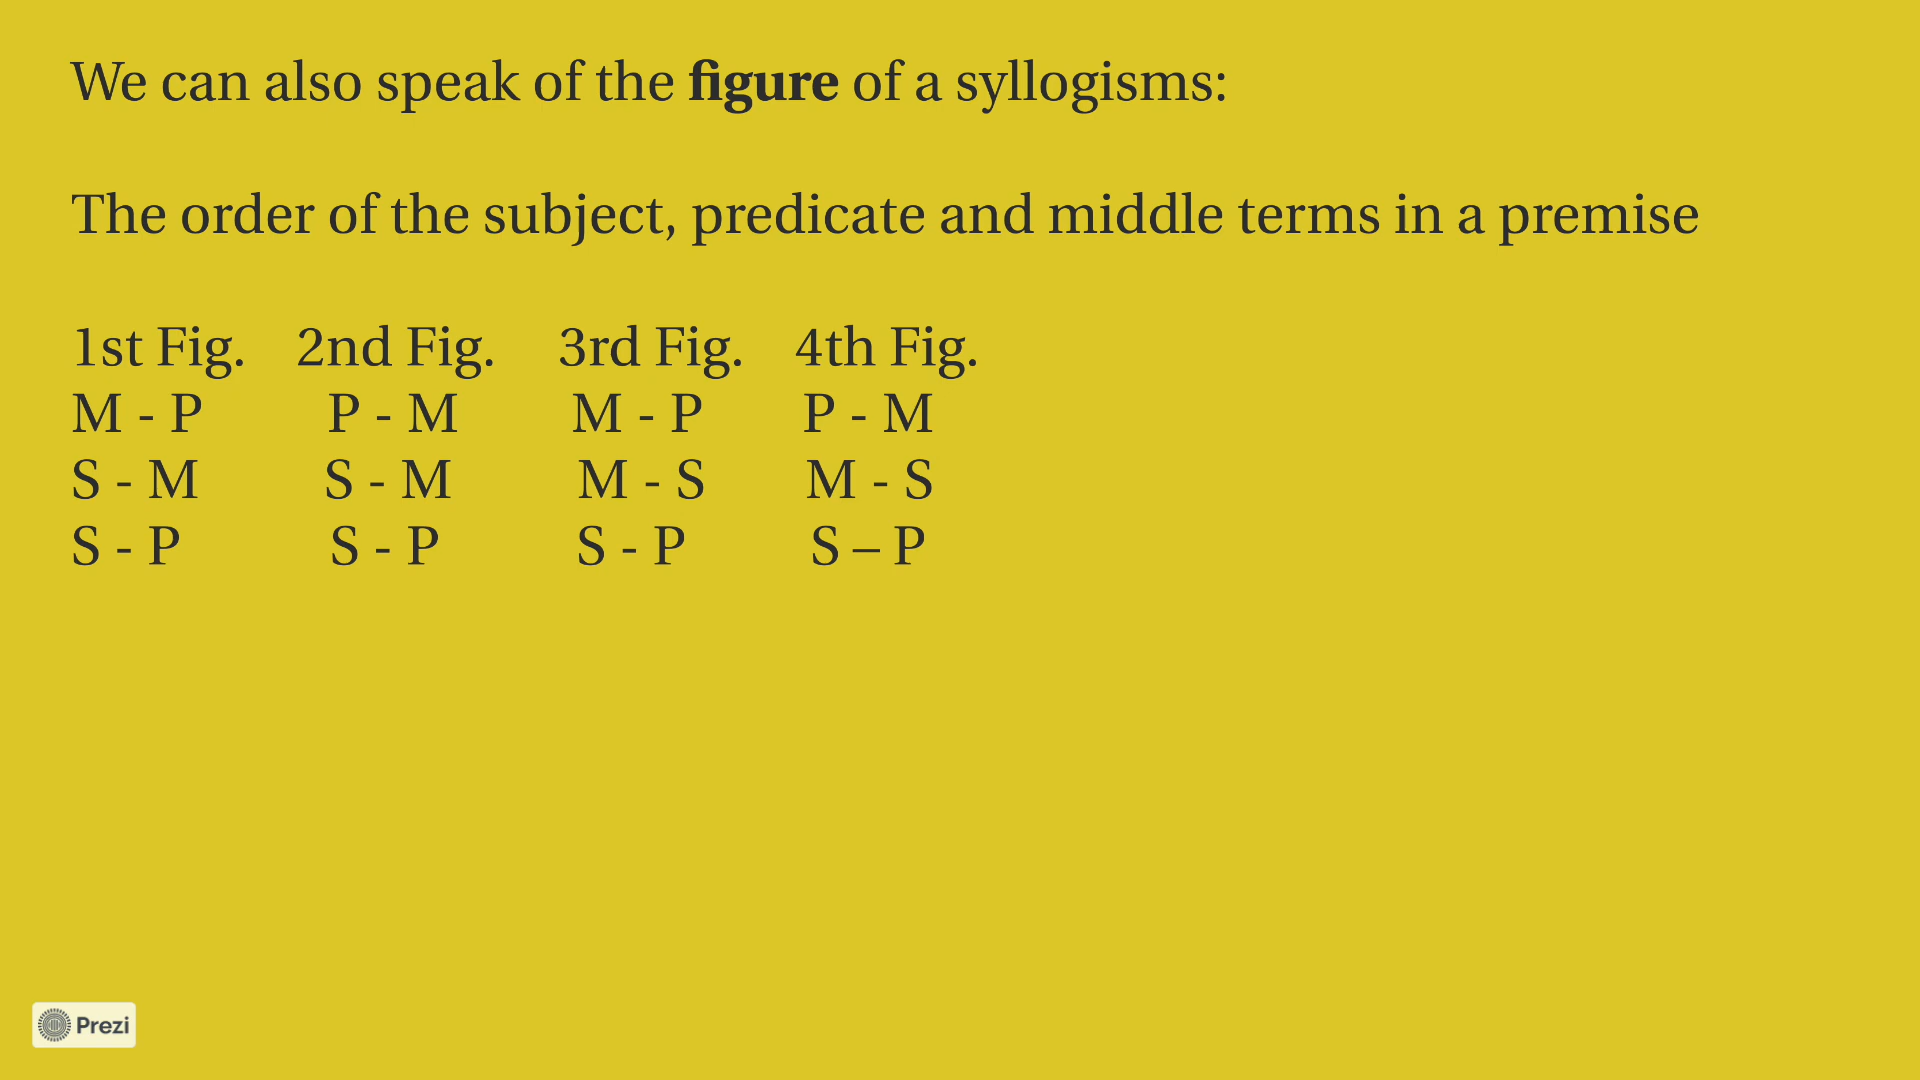 We can also speak of the figure of a syllogisms:
The order of the subject, predicate and middle terms in a premise
1st Fig. 2nd Fig. 3rd Fig. 4th Fig.
M - P P - M M - P P - M
S - M S - M M - S M - S
S - P S - P S - P S – P
Prezi